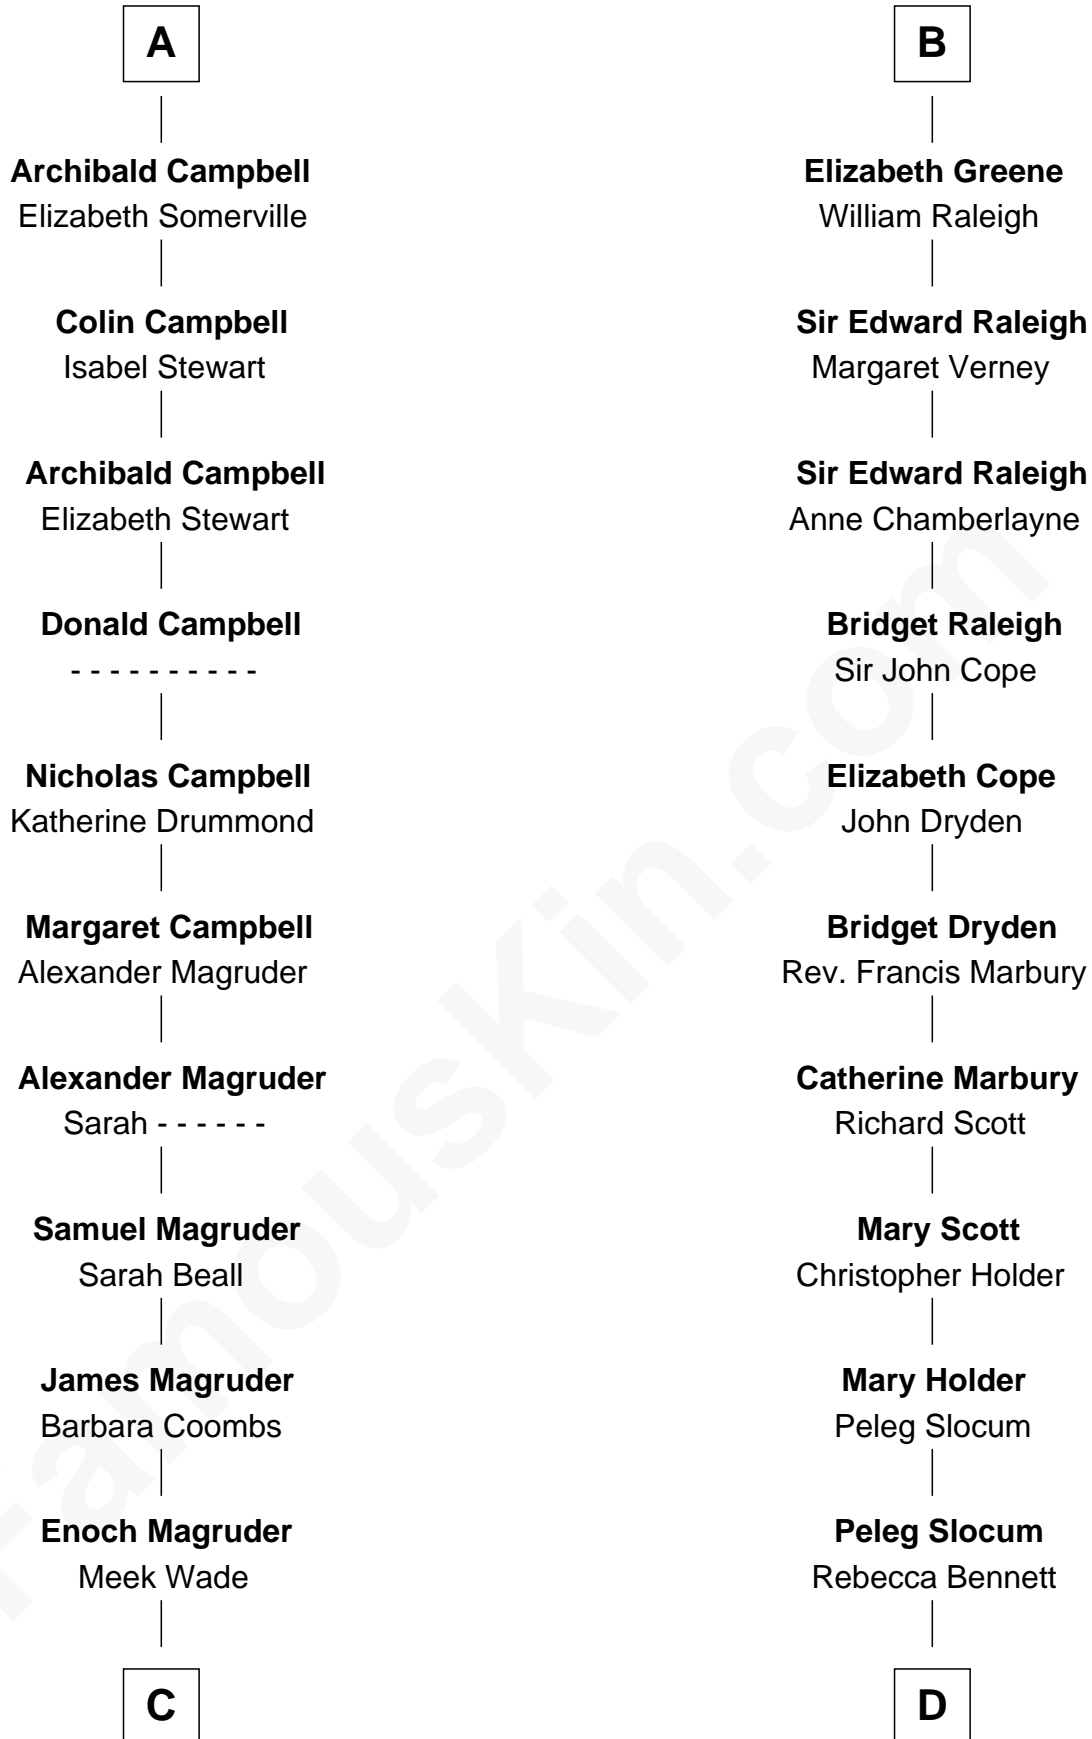 A
Archibald Campbell
Elizabeth Somerville
Colin Campbell
Isabel Stewart
Archibald Campbell
Elizabeth Stewart
Donald Campbell
- - - - - - - - - -
Nicholas Campbell
Katherine Drummond
Margaret Campbell
Alexander Magruder
Alexander Magruder
Sarah - - - - - -
Samuel Magruder
Sarah Beall
James Magruder
Barbara Coombs
Enoch Magruder
Meek Wade
C
B
Elizabeth Greene
William Raleigh
Sir Edward Raleigh
Margaret Verney
Sir Edward Raleigh
Anne Chamberlayne
Bridget Raleigh
Sir John Cope
Elizabeth Cope
John Dryden
Bridget Dryden
Rev. Francis Marbury
Catherine Marbury
Richard Scott
Mary Scott
Christopher Holder
Mary Holder
Peleg Slocum
Peleg Slocum
Rebecca Bennett
D
FamousKin.com